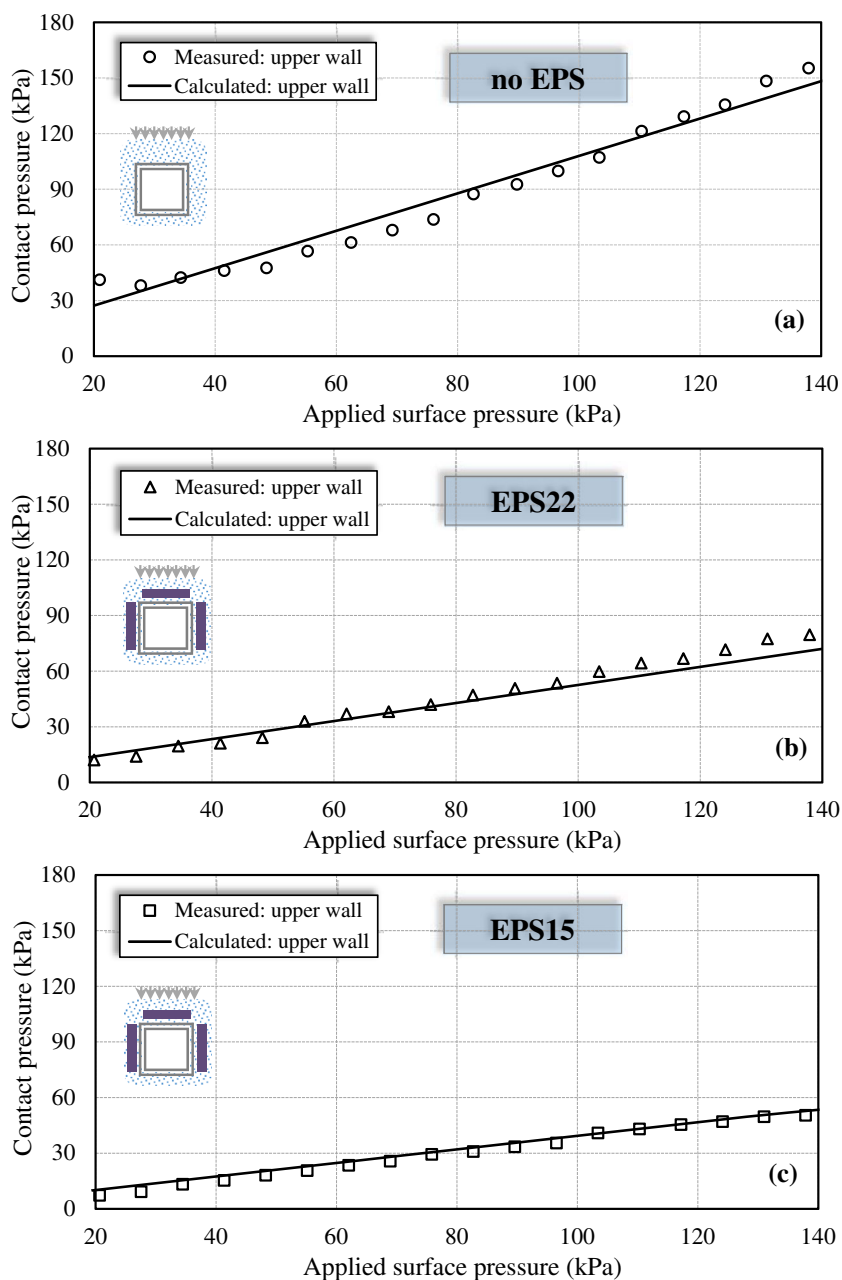 Measured: upper wall
Calculated: upper wall
no EPS
180
150
120
90
60
30
0
Contact pressure (kPa)
(a)
20 40 60 80 100 120 140
Applied surface pressure (kPa)
Measured: upper wall
Calculated: upper wall
EPS22
180
150
120
90
60
30
0
Contact pressure (kPa)
(b)
20 40 60 80 100 120 140
Applied surface pressure (kPa)
Measured: upper wall
Calculated: upper wall
EPS15
180
150
120
90
60
30
0
Contact pressure (kPa)
(c)
20 40 60 80 100 120 140
Applied surface pressure (kPa)